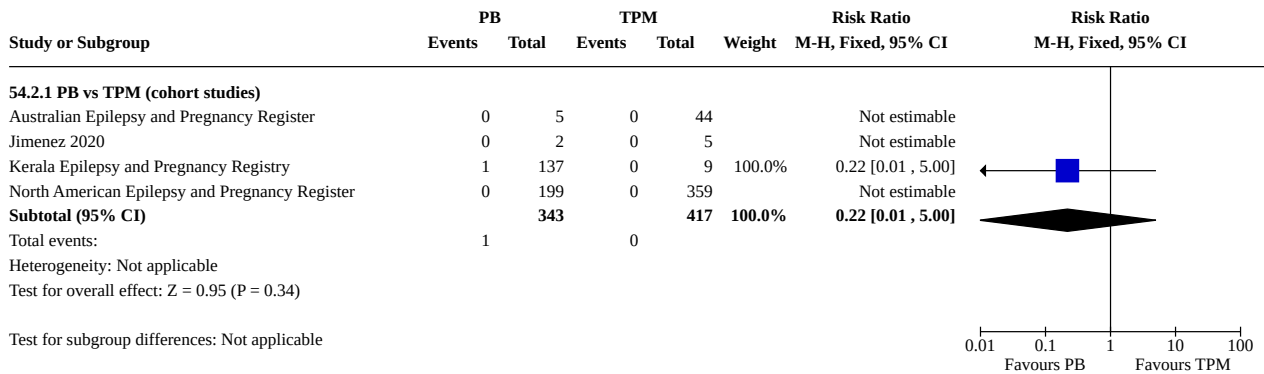 PB TPM Risk Ratio Risk Ratio
Study or Subgroup Events Total Events Total Weight M-H, Fixed, 95% CI M-H, Fixed, 95% CI
54.2.1 PB vs TPM (cohort studies)
Australian Epilepsy and Pregnancy Register 0 5 0 44 Not estimable
Jimenez 2020 0 2 0 5 Not estimable
Kerala Epilepsy and Pregnancy Registry 1 137 0 9 100.0% 0.22 [0.01 , 5.00]
North American Epilepsy and Pregnancy Register 0 199 0 359 Not estimable
Subtotal (95% CI) 343 417 100.0% 0.22 [0.01 , 5.00]
Total events: 1 0
Heterogeneity: Not applicable
Test for overall effect: Z = 0.95 (P = 0.34)
Test for subgroup differences: Not applicable
0.01 0.1 1 10 100
Favours PB Favours TPM